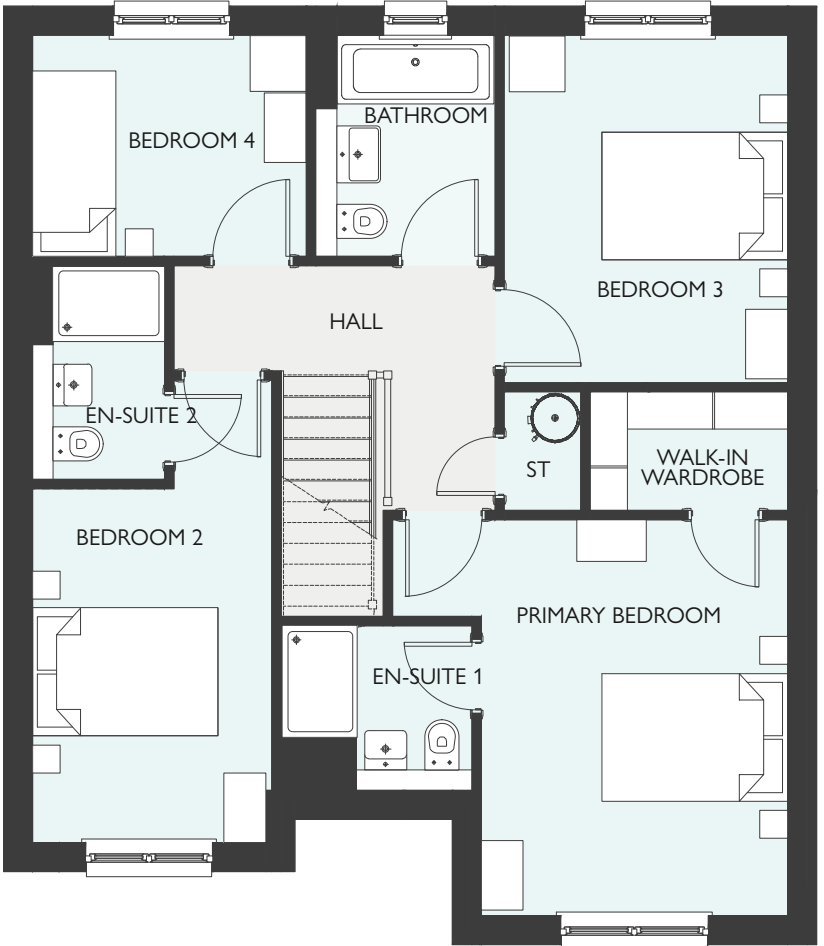 BEDROOM 4
BATHROOM
BEDROOM 3
HALL
EN-SUITE 2
ST
WALK-IN
WARDROBE
BEDROOM 2
PRIMARY BEDROOM
EN-SUITE 1